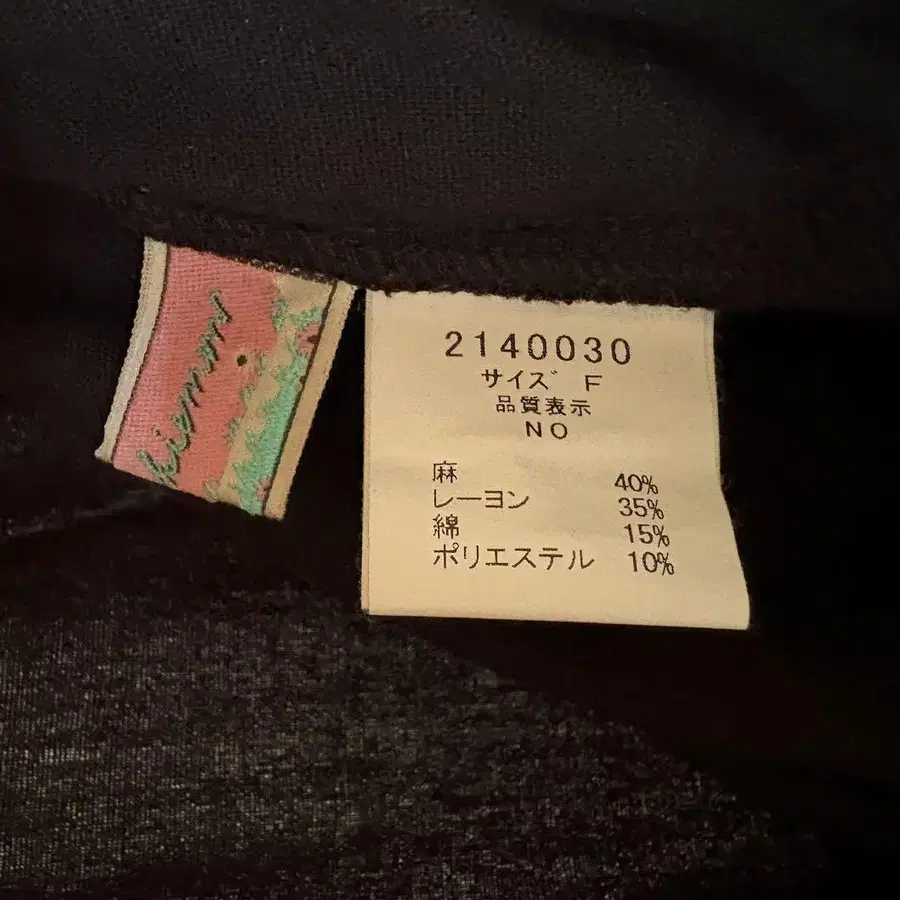 2140030
サイズ F
品質表示
NO
麻 40%
レーヨン 35%
綿 15%
ポリエステル 10%